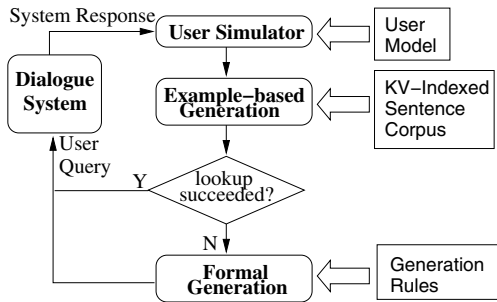 System Response
User Simulator
User
Model
Dialogue
System
Example-based
Generation
KV-Indexed
Sentence
Corpus
User
Query
Y
lookup
succeeded?
N
Formal
Generation
Generation
Rules